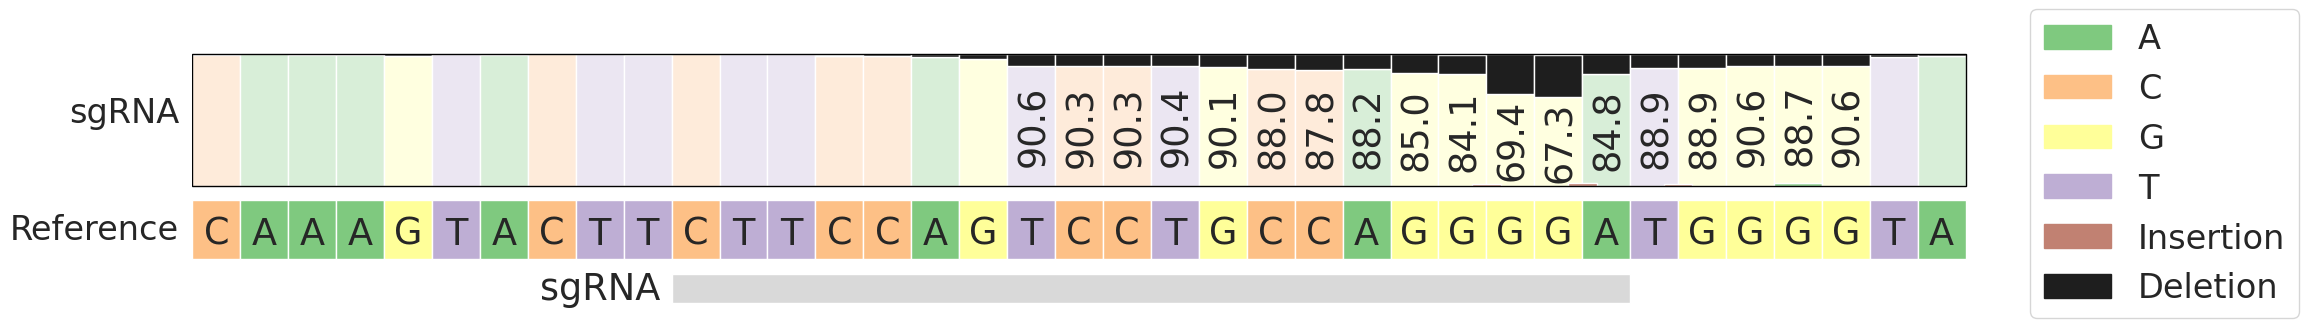 sgRNA
90.6 90.3 90.3 90.4 90.1 88.0 87.8 88.2 85.0 84.1 69.4 67.3 84.8 88.9 88.9 90.6 88.7 90.6
Reference C A A A G T A C T T C T T C C A G T C C T G C C A G G G G A T G G G G T A
sgRNA
A
C
G
T
Insertion
Deletion